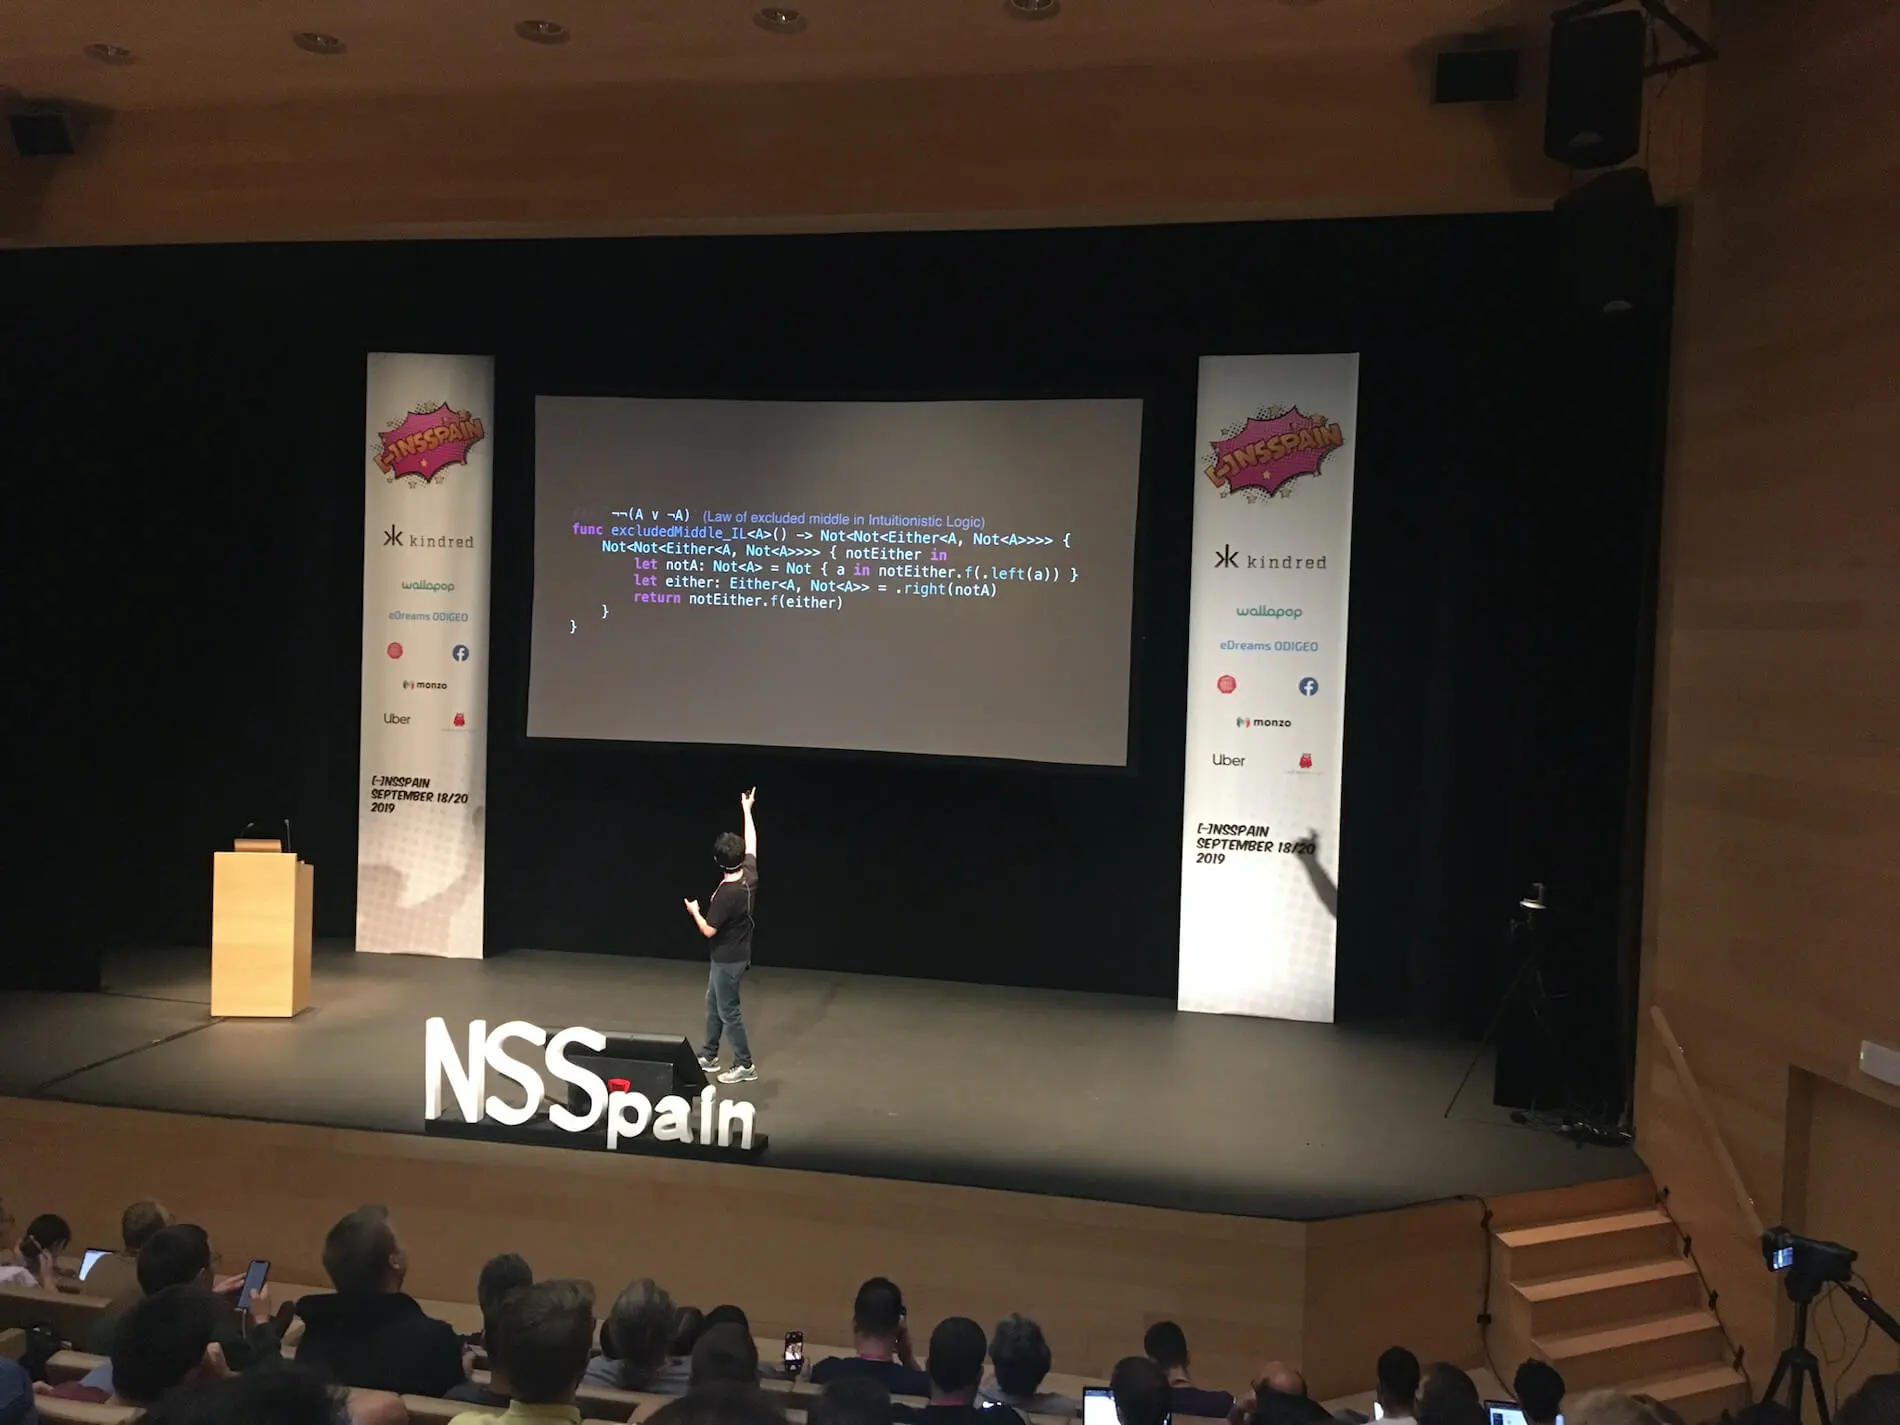 [-]NSSPAIN
kindred
wallapop
eDreams ODIGEO
monzo
Uber
[-]NSSPAIN
SEPTEMBER 18/20
2019
¬¬(A ∨ ¬A) (Law of excluded middle in Intuitionistic Logic)
func excludedMiddle_IL<A>() -> Not<Not<Either<A, Not<A>>>> {
Not<Not<Either<A, Not<A>>>> { notEither in
let notA: Not<A> = Not { a in notEither.f(.left(a)) }
let either: Either<A, Not<A>> = .right(notA)
return notEither.f(either)
}
}
[-]NSSPAIN
kindred
wallapop
eDreams ODIGEO
monzo
Uber
[-]NSSPAIN
SEPTEMBER 18/20
2019
NSSpain